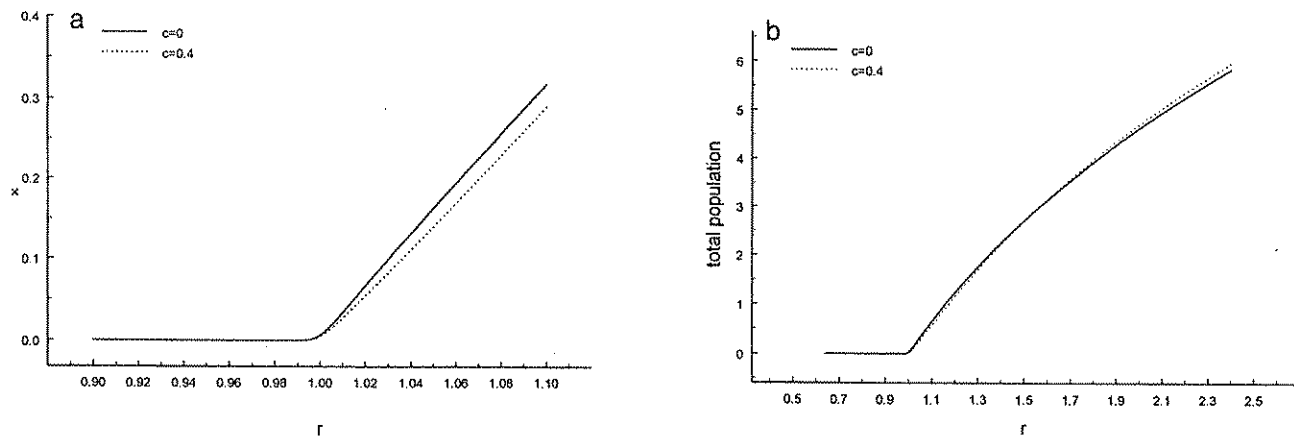 a
c=0
c=0.4
0.4
0.3
0.2
0.1
0.0
x
0.90 0.92 0.94 0.96 0.98 1.00 1.02 1.04 1.06 1.08 1.10
r
b
c=0
c=0.4
6
5
4
3
2
1
0
total population
0.5 0.7 0.9 1.1 1.3 1.5 1.7 1.9 2.1 2.3 2.5
r